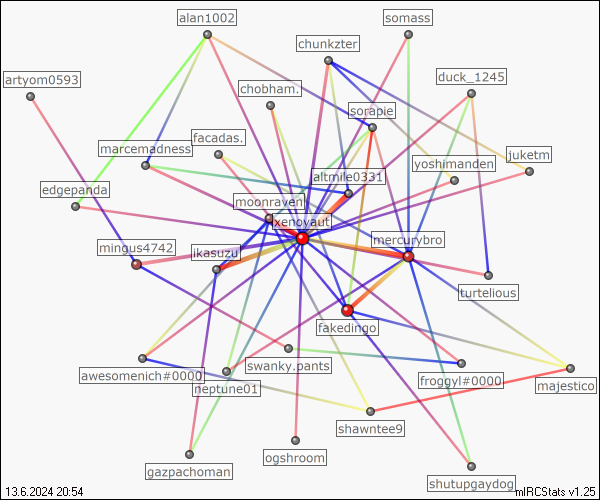 alan1002
somass
chunkzter
artyom0593
duck_1245
chobham.
sorapie
facadas.
marcemadness
juketm
yoshimanden
altmile0331
edgepanda
moonraven
xenoyaut
mercurybro
mingus4742
ikasuzu
turtelious
fakedingo
swanky.pants
awesomenich#0000
froggyl#0000
majestico
neptune01
shawntee9
ogshroom
gazpachoman
shutupgaydog
13.6.2024 20:54
mIRCStats v1.25